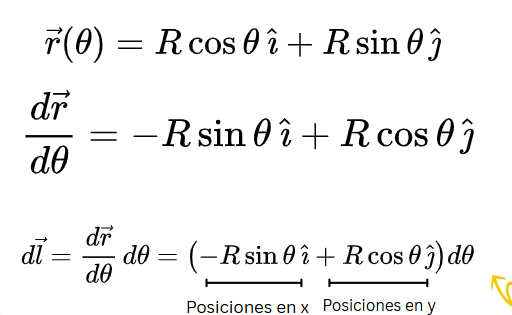 r⃗(θ) = R cos θ î + R sin θ ĵ
dr⃗/dθ = −R sin θ î + R cos θ ĵ
dl⃗ = dr⃗/dθ dθ = (−R sin θ î + R cos θ ĵ) dθ
Posiciones en x Posiciones en y